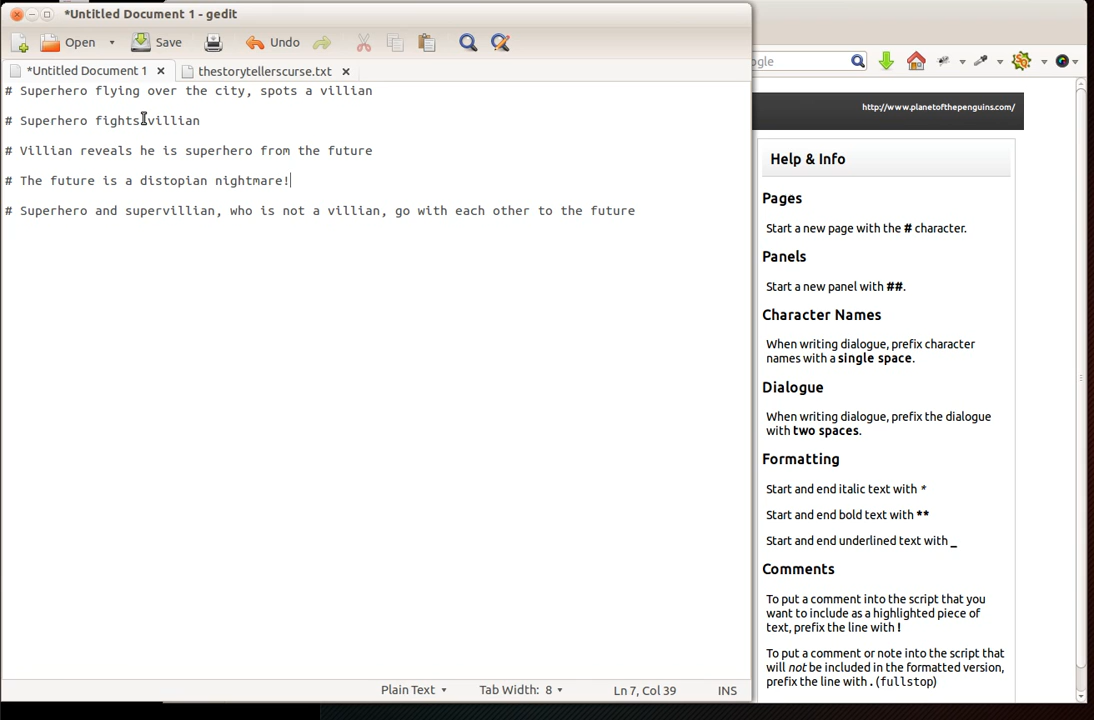 *Untitled Document 1 - gedit
Open
Save
Undo
*Untitled Document 1
thestorytellerscurse.txt
# Superhero flying over the city, spots a villian
# Superhero fights villian
# Villian reveals he is superhero from the future
# The future is a distopian nightmare!
# Superhero and supervillian, who is not a villian, go with each other to the future
Plain Text
Tab Width: 8
Ln 7, Col 39
INS
ogle
http://www.planetofthepenguins.com/
Help & Info
Pages
Start a new page with the # character.
Panels
Start a new panel with ##.
Character Names
When writing dialogue, prefix character
names with a single space.
Dialogue
When writing dialogue, prefix the dialogue
with two spaces.
Formatting
Start and end italic text with *
Start and end bold text with **
Start and end underlined text with _
Comments
To put a comment into the script that you
want to include as a highlighted piece of
text, prefix the line with !
To put a comment or note into the script that
will not be included in the formatted version,
prefix the line with . (fullstop)